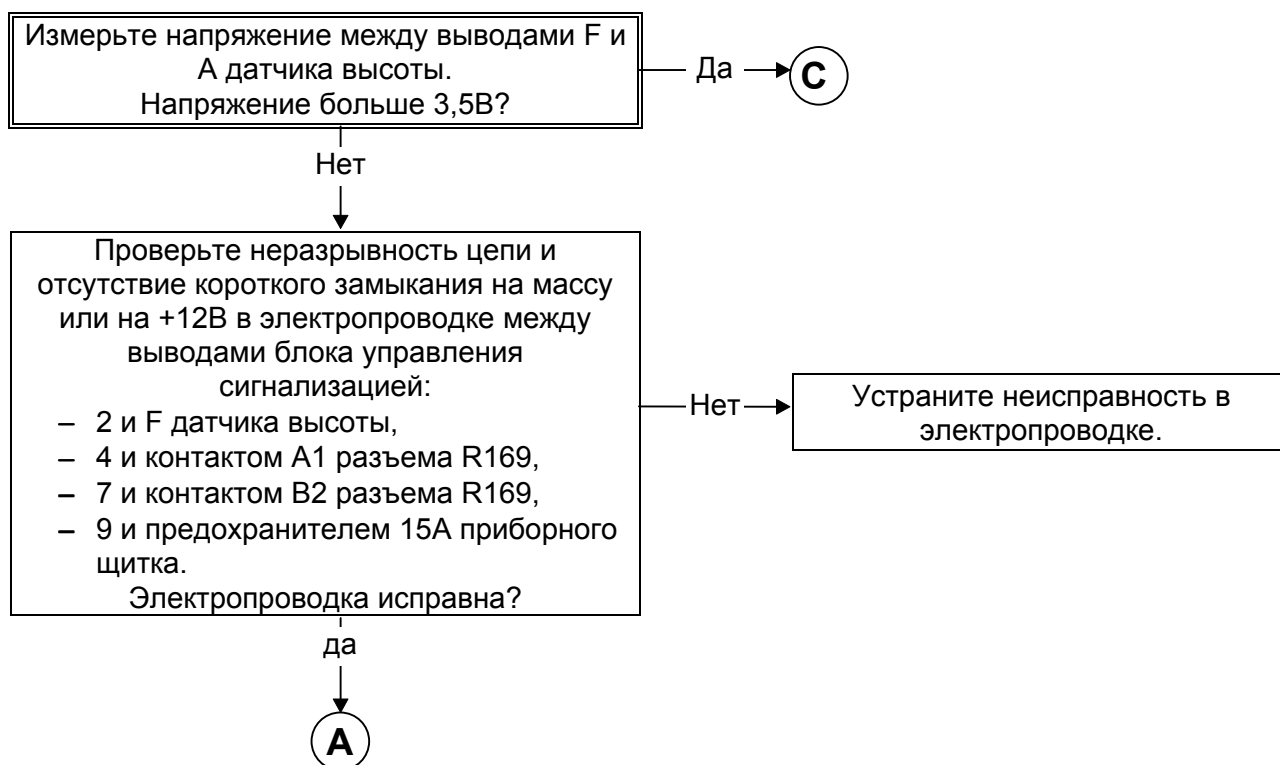 Измерьте напряжение между выводами F и
А датчика высоты.
Напряжение больше 3,5В?
Да
С
Нет
Проверьте неразрывность цепи и
отсутствие короткого замыкания на массу
или на +12В в электропроводке между
выводами блока управления
сигнализацией:
– 2 и F датчика высоты,
– 4 и контактом А1 разъема R169,
– 7 и контактом В2 разъема R169,
– 9 и предохранителем 15А приборного
щитка.
Электропроводка исправна?
Нет
Устраните неисправность в
электропроводке.
да
А